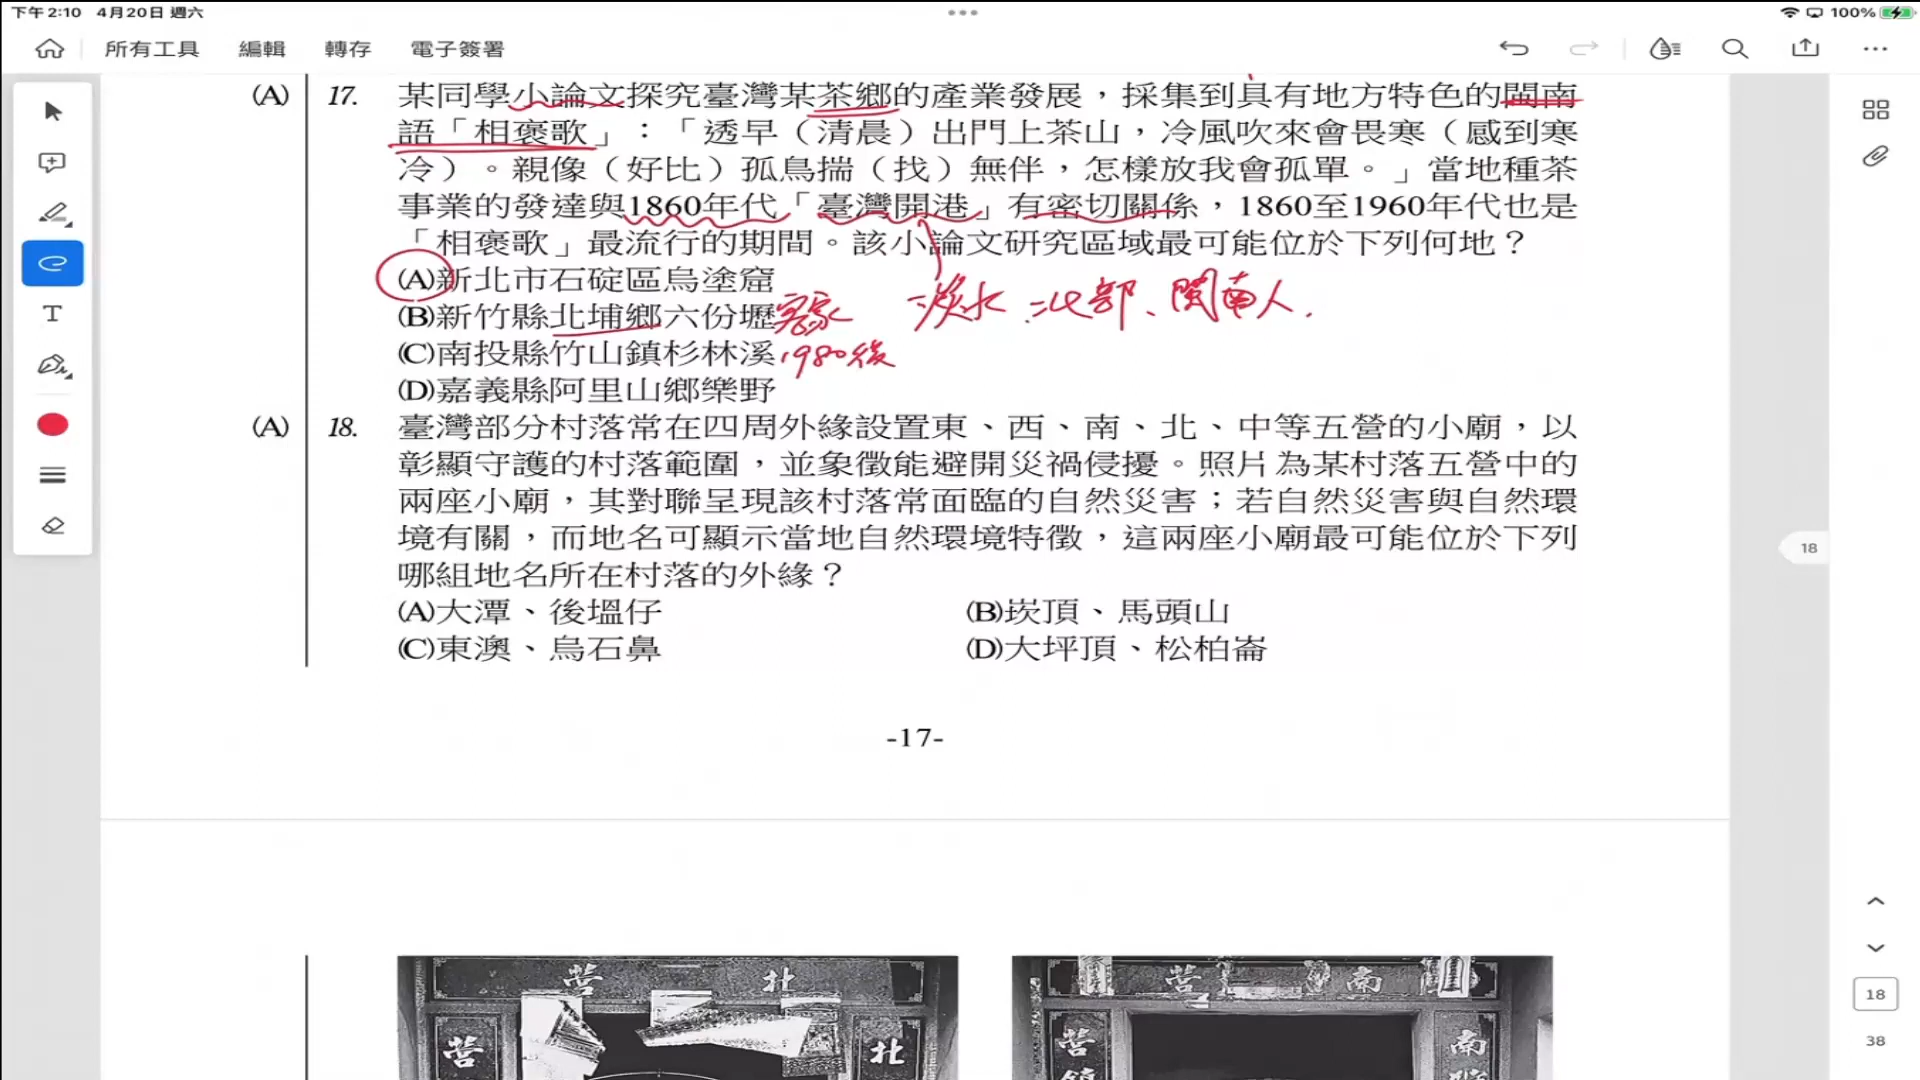 下午2:10 4月20日 週六
100%
所有工具 編輯 轉存 電子簽署
(A) 17. 某同學小論文探究臺灣某茶鄉的產業發展，採集到具有地方特色的閩南
語「相褒歌」：「透早（清晨）出門上茶山，冷風吹來會畏寒（感到寒
冷）。親像（好比）孤鳥揣（找）無伴，怎樣放我會孤單。」當地種茶
事業的發達與1860年代「臺灣開港」有密切關係，1860至1960年代也是
「相褒歌」最流行的期間。該小論文研究區域最可能位於下列何地？
(A)新北市石碇區烏塗窟
(B)新竹縣北埔鄉六份壢 客家
淡水 北部、閩南人.
(C)南投縣竹山鎮杉林溪 1980後
(D)嘉義縣阿里山鄉樂野
(A) 18. 臺灣部分村落常在四周外緣設置東、西、南、北、中等五營的小廟，以
彰顯守護的村落範圍，並象徵能避開災禍侵擾。照片為某村落五營中的
兩座小廟，其對聯呈現該村落常面臨的自然災害；若自然災害與自然環
境有關，而地名可顯示當地自然環境特徵，這兩座小廟最可能位於下列
哪組地名所在村落的外緣？
(A)大潭、後塭仔 (B)崁頂、馬頭山
(C)東澳、烏石鼻 (D)大坪頂、松柏崙
-17-
18
營 北
營 北
營 南
營 南
鎮
T
18
38